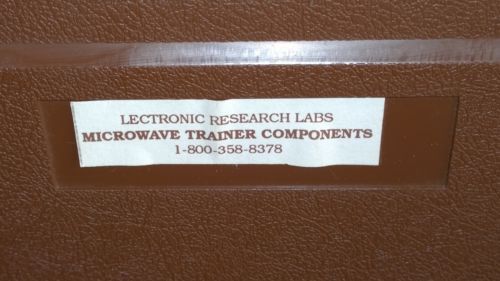 LECTRONIC RESEARCH LABS
MICROWAVE TRAINER COMPONENTS
1-800-358-8378